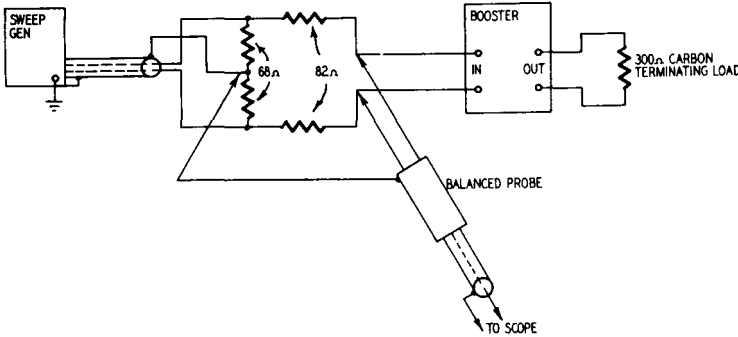 SWEEP
GEN
68Ω
82Ω
BOOSTER
IN
OUT
300Ω CARBON
TERMINATING LOAD
BALANCED PROBE
TO SCOPE